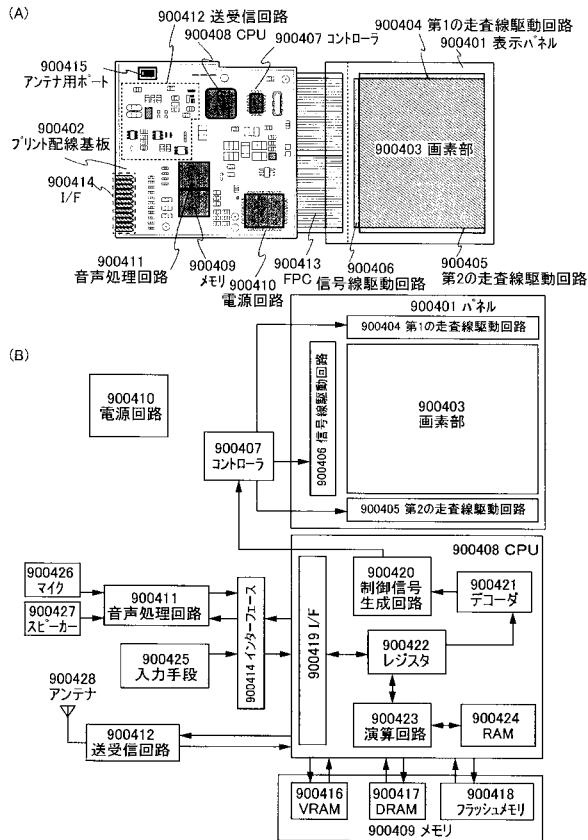 (A)
900412 送受信回路
900408 CPU
900407 コントローラ
900404 第1の走査線駆動回路
900401 表示パネル
900415
アンテナ用ポート
900402
プリント配線基板
900414
I/F
900403 画素部
900411
音声処理回路
900409
メモリ
900410
電源回路
900413
FPC
900406
信号線駆動回路
900405
第2の走査線駆動回路
(B)
900401 パネル
900404 第1の走査線駆動回路
900410
電源回路
900407
コントローラ
900406 信号線駆動回路
900403
画素部
900405 第2の走査線駆動回路
900408 CPU
900426
マイク
900427
スピーカー
900411
音声処理回路
900414 インターフェース
900419 I/F
900420
制御信号
生成回路
900421
デコーダ
900422
レジスタ
900425
入力手段
900428
アンテナ
900423
演算回路
900424
RAM
900412
送受信回路
900416
VRAM
900417
DRAM
900418
フラッシュメモリ
900409 メモリ